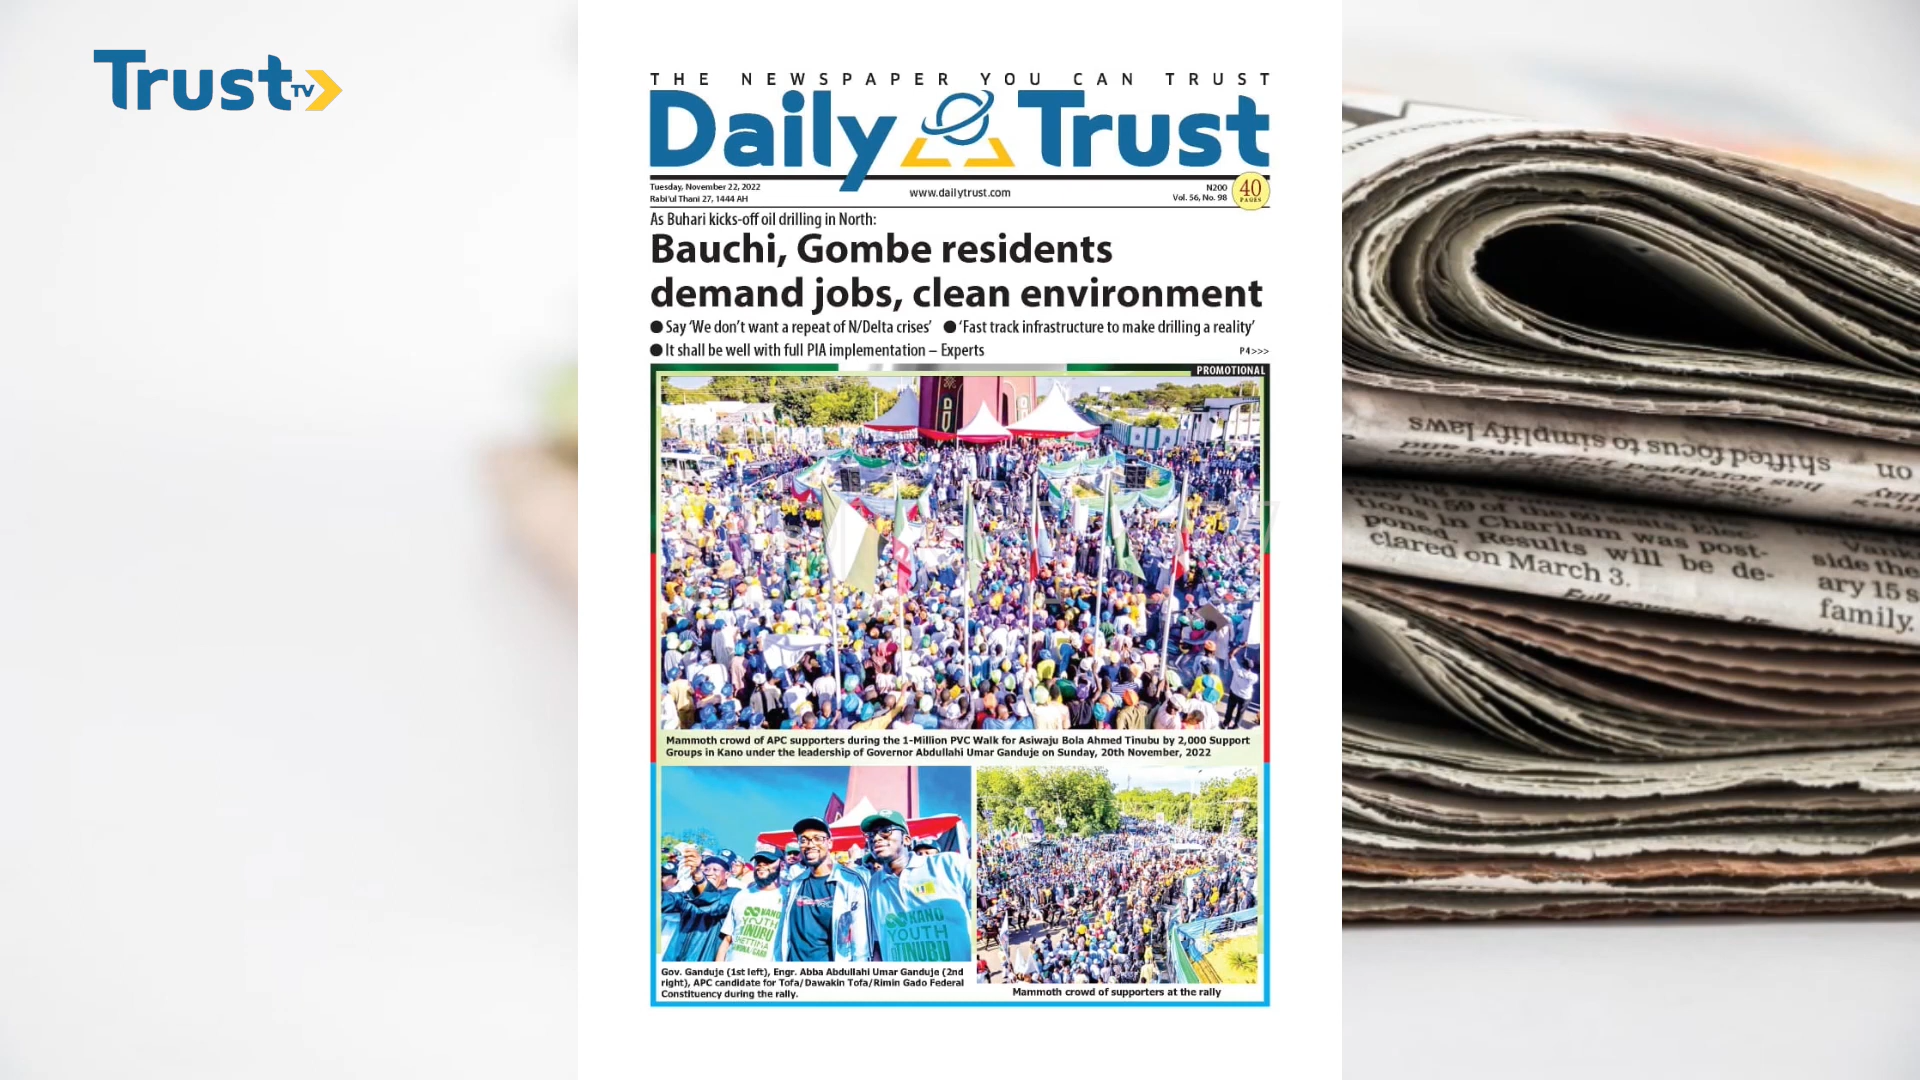 Trust TV
THE NEWSPAPER YOU CAN TRUST
Daily Trust
Tuesday, November 22, 2022
Rabi'ul Thani 27, 1444 AH
www.dailytrust.com
N200
Vol. 56, No. 98
40
PAGES
As Buhari kicks-off oil drilling in North:
Bauchi, Gombe residents
demand jobs, clean environment
● Say 'We don't want a repeat of N/Delta crises' ● 'Fast track infrastructure to make drilling a reality'
● It shall be well with full PIA implementation – Experts
P4>>>
PROMOTIONAL
Mammoth crowd of APC supporters during the 1-Million PVC Walk for Asiwaju Bola Ahmed Tinubu by 2,000 Support
Groups in Kano under the leadership of Governor Abdullahi Umar Ganduje on Sunday, 20th November, 2022
KANO
YOUTH
TINUBU
KANO
YOUTH
TINUBU
Gov. Ganduje (1st left), Engr. Abba Abdullahi Umar Ganduje (2nd
right), APC candidate for Tofa/Dawakin Tofa/Rimin Gado Federal
Constituency during the rally.
Mammoth crowd of supporters at the rally
shifted focus to simplify laws
on
has scrapped
tions in Charilam was post-
poned. Results will be de-
clared on March 3.
side the
ary 15 s
family.